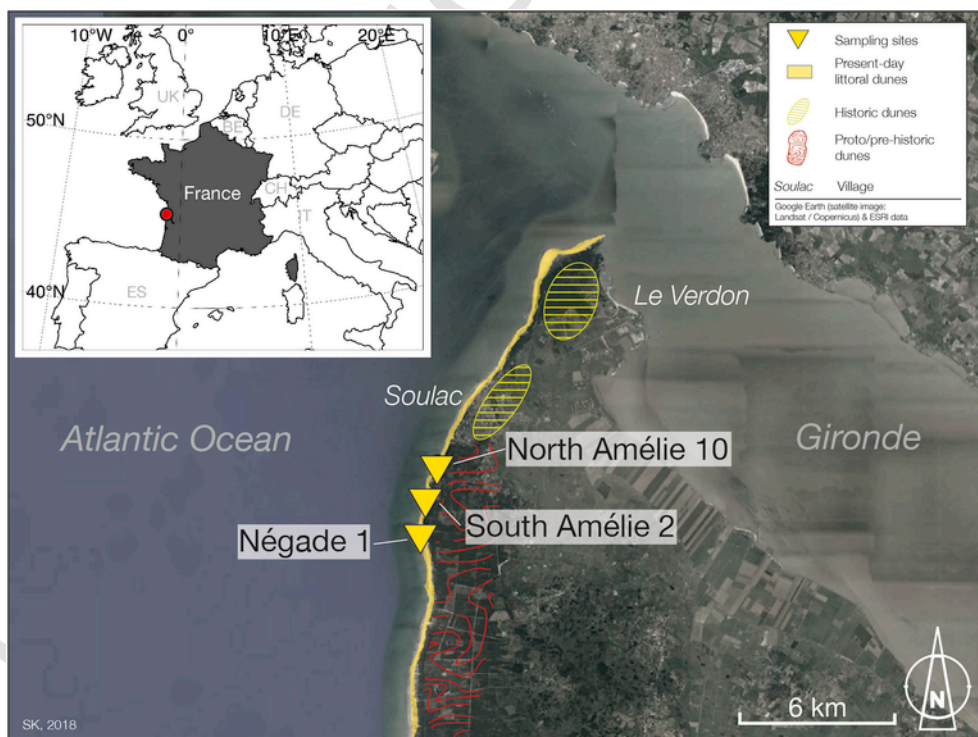 10°W
0°
10°E
20°E
50°N
40°N
UK
BE
DE
France
CH
IT
ES
Sampling sites
Present-day
littoral dunes
Historic dunes
Proto/pre-historic
dunes
Soulac Village
Google Earth (satellite image:
Landsat / Copernicus) & ESRI data
Le Verdon
Soulac
Atlantic Ocean
Gironde
North Amélie 10
South Amélie 2
Négade 1
N
6 km
SK, 2018